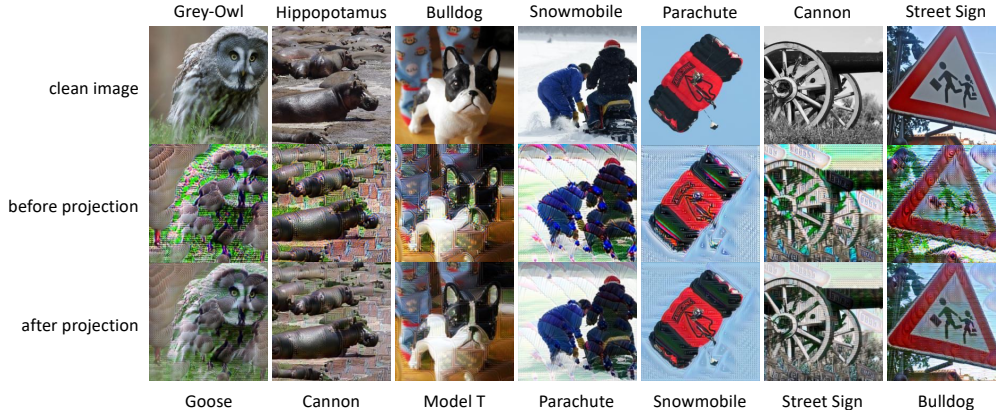 Grey-Owl Hippopotamus Bulldog Snowmobile Parachute Cannon Street Sign
clean image
before projection
after projection
Goose Cannon Model T Parachute Snowmobile Street Sign Bulldog